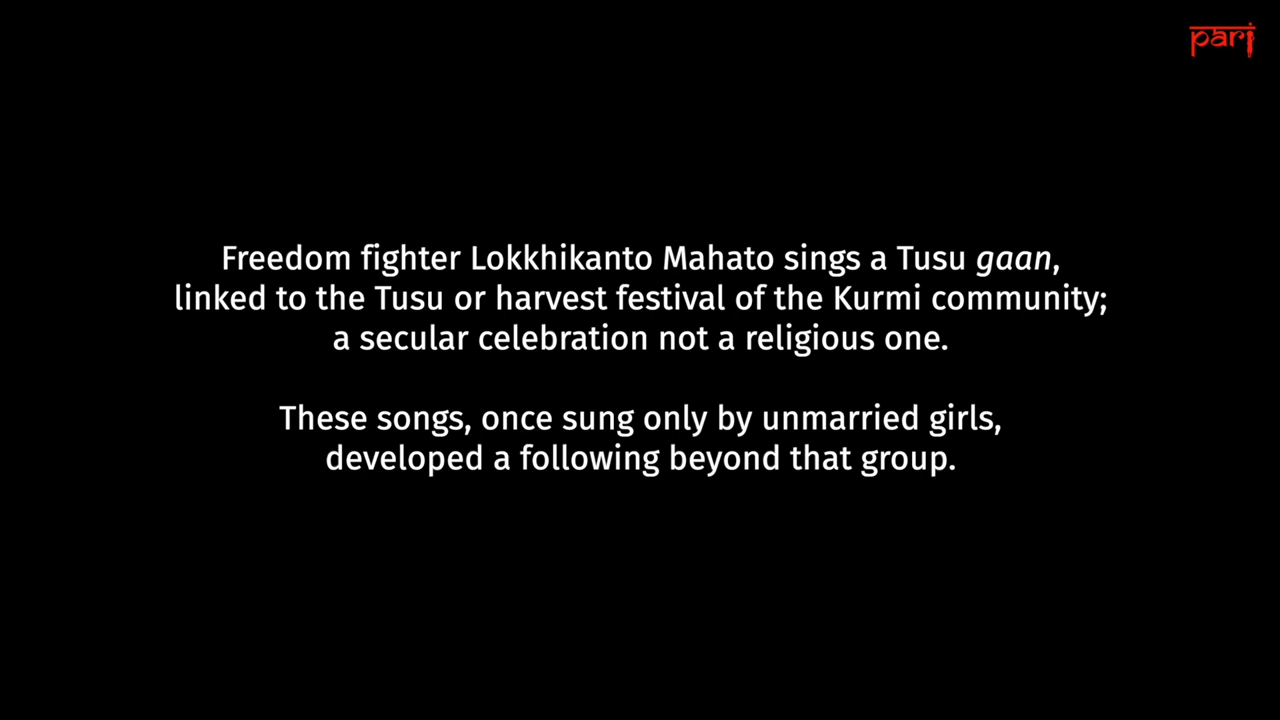 pari
Freedom fighter Lokkhikanto Mahato sings a Tusu gaan,
linked to the Tusu or harvest festival of the Kurmi community;
a secular celebration not a religious one.
These songs, once sung only by unmarried girls,
developed a following beyond that group.